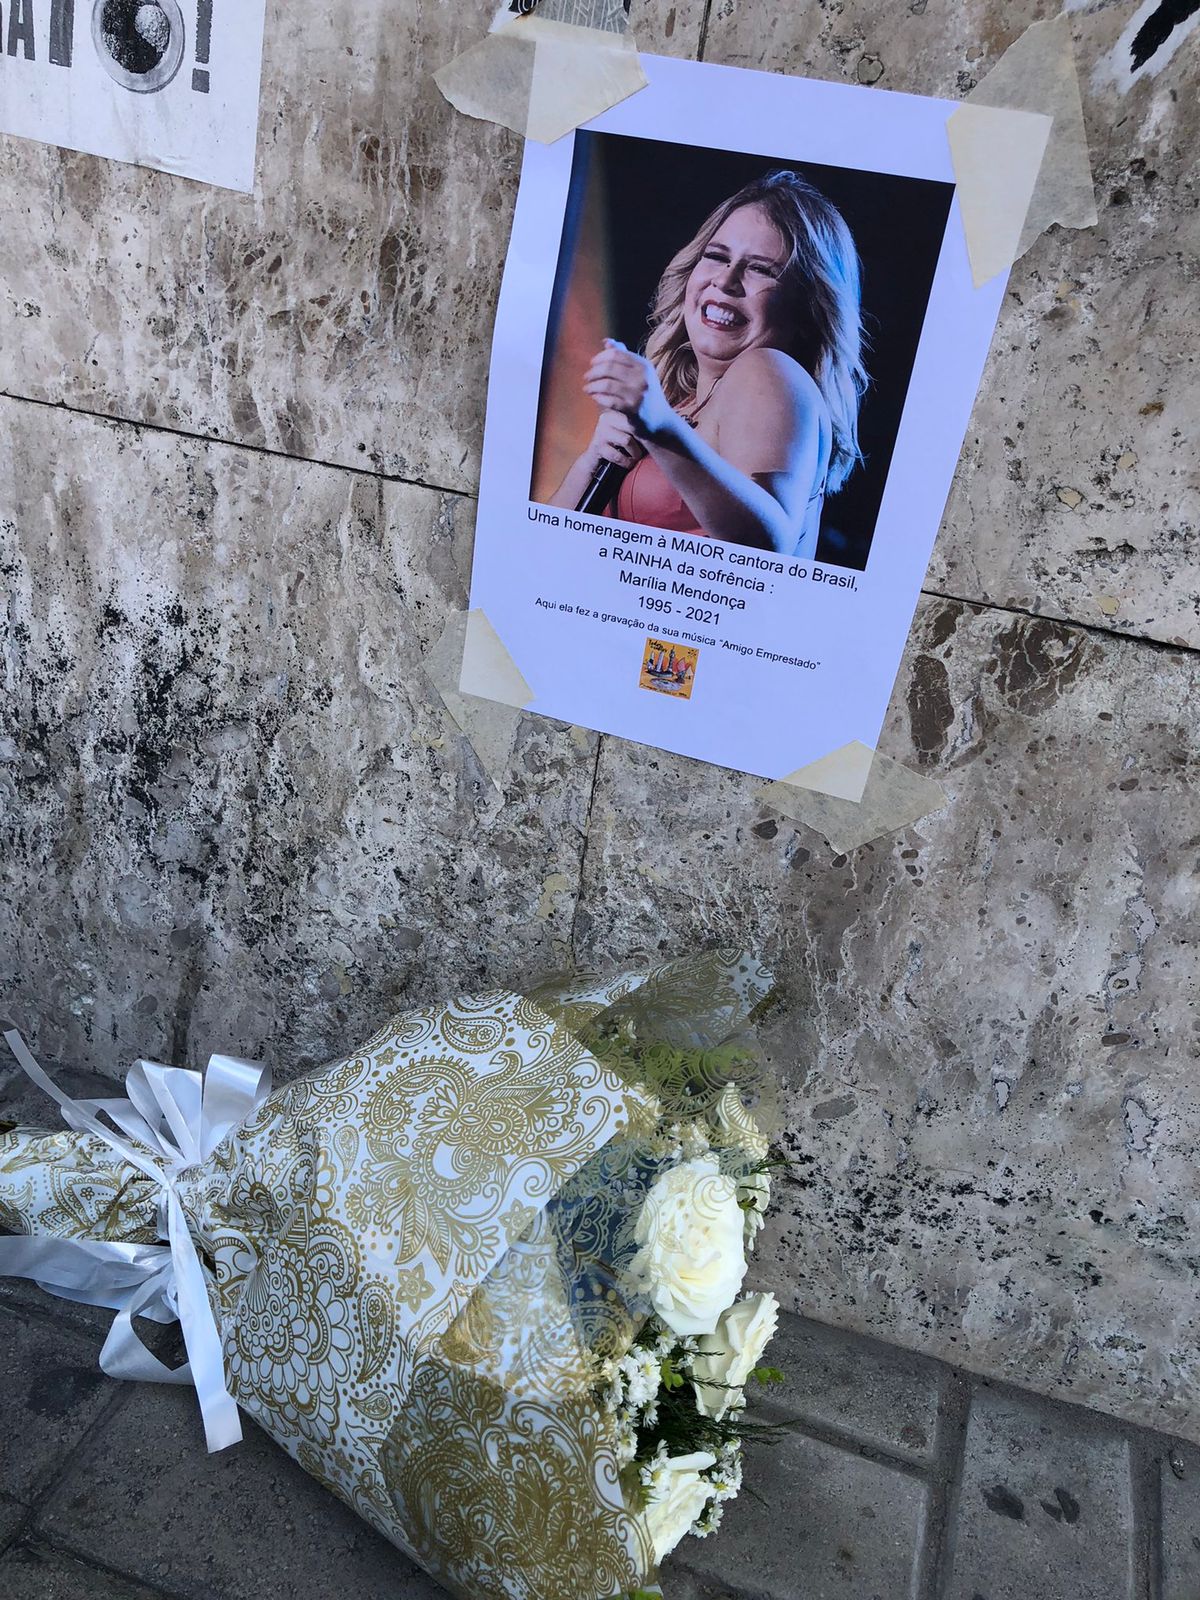 Uma homenagem à MAIOR cantora do Brasil,
a RAINHA da sofrência :
Marília Mendonça
1995 - 2021
Aqui ela fez a gravação da sua música “Amigo Emprestado”